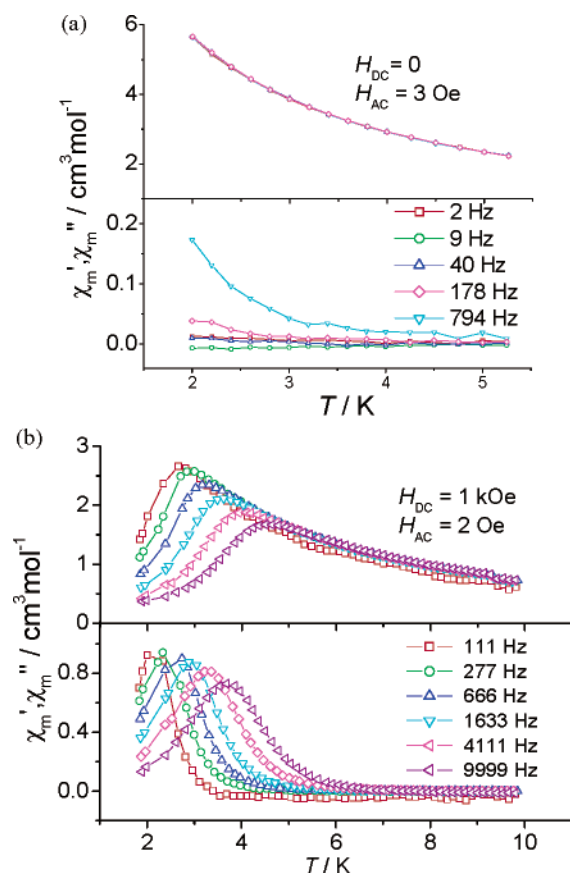 (a)
6
4
2
H_DC = 0
H_AC = 3 Oe
0.2
0.1
0.0
2 Hz
9 Hz
40 Hz
178 Hz
794 Hz
χ_m', χ_m'' / cm³mol⁻¹
2 3 4 5
T / K
(b)
3
2
1
0
H_DC = 1 kOe
H_AC = 2 Oe
0.8
0.4
0.0
111 Hz
277 Hz
666 Hz
1633 Hz
4111 Hz
9999 Hz
χ_m', χ_m'' / cm³mol⁻¹
2 4 6 8 10
T / K